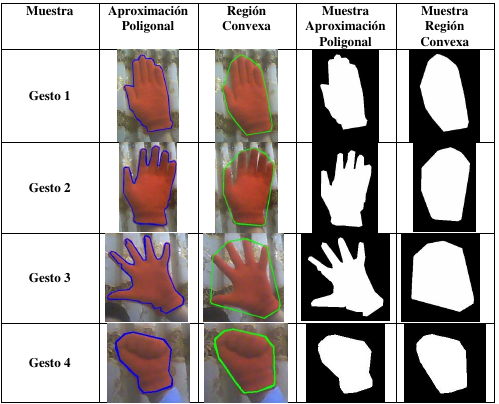 Muestra
Aproximación
Poligonal
Región
Convexa
Muestra
Aproximación
Poligonal
Muestra
Región
Convexa
Gesto 1
Gesto 2
Gesto 3
Gesto 4